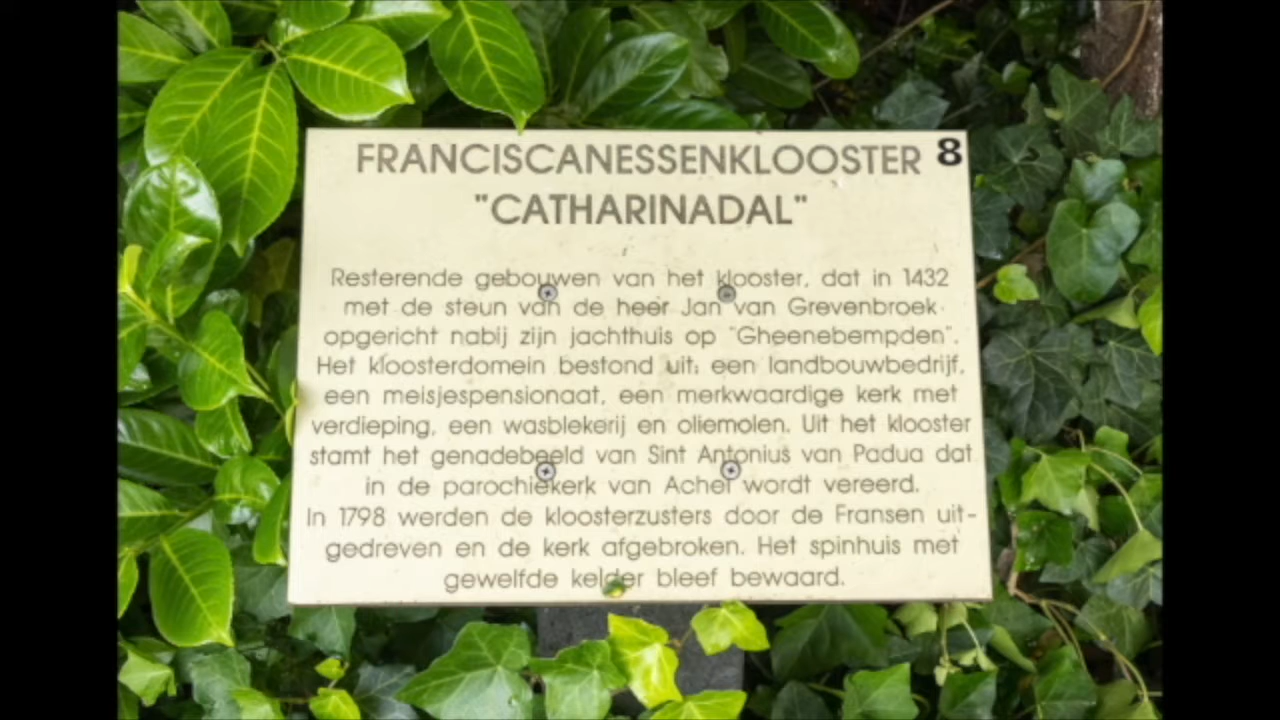 FRANCISCANESSENKLOOSTER 8
"CATHARINADAL"
Resterende gebouwen van het klooster, dat in 1432
met de steun van de heer Jan van Grevenbroek
opgericht nabij zijn jachthuis op "Gheenebempden".
Het kloosterdomein bestond uit: een landbouwbedrijf,
een meisjespensionaat, een merkwaardige kerk met
verdieping, een wasblekerij en oliemolen. Uit het klooster
stamt het genadebeeld van Sint Antonius van Padua dat
in de parochiekerk van Achel wordt vereerd.
In 1798 werden de kloosterzusters door de Fransen uit-
gedreven en de kerk afgebroken. Het spinhuis met
gewelfde kelder bleef bewaard.